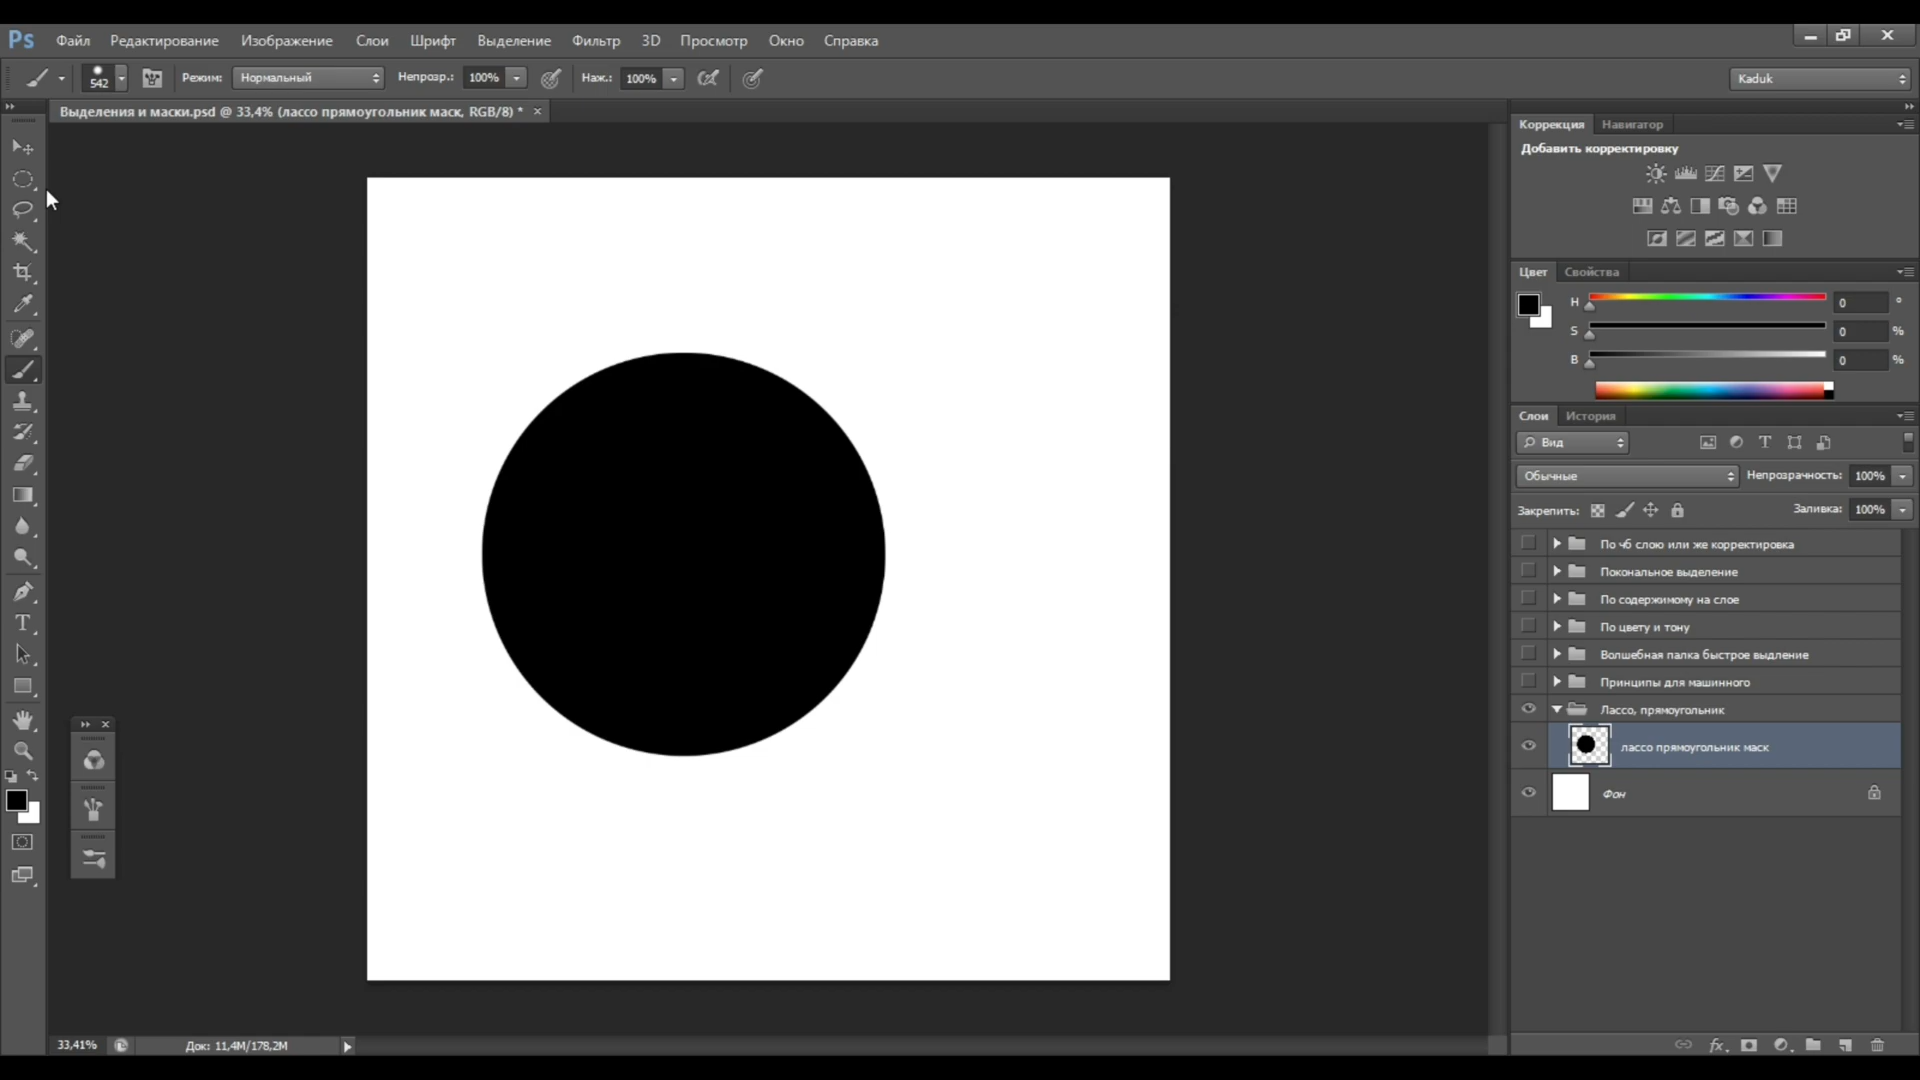 Ps Файл Редактирование Изображение Слои Шрифт Выделение Фильтр 3D Просмотр Окно Справка
542 Режим: Нормальный Непрозр.: 100% Наж.: 100% Kaduk
Выделения и маски.psd @ 33,4% (лассо прямоугольник маск, RGB/8) *
Коррекция Навигатор
Добавить корректировку
Цвет Свойства
H 0 °
S 0 %
B 0 %
Слои История
Вид
Обычные Непрозрачность: 100%
Закрепить: Заливка: 100%
По чб слою или же корректировка
Покональное выделение
По содержимому на слое
По цвету и тону
Волшебная палка быстрое выдление
Принципы для машинного
Лассо, прямоугольник
лассо прямоугольник маск
Фон
33,41% Док: 11,4M/178,2M
fx